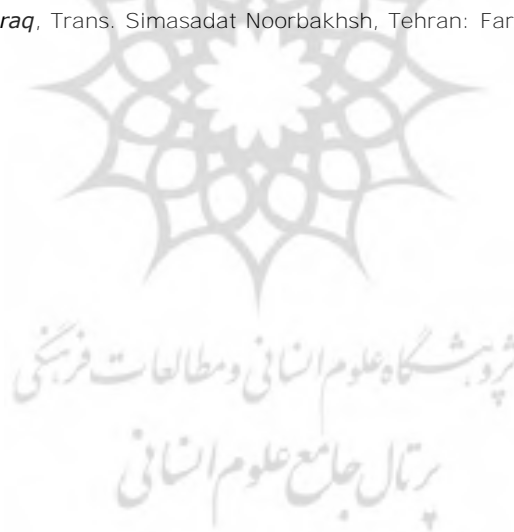 raq, Trans. Simasadat Noorbakhsh, Tehran: Far
پژوهشگاه علوم انسانی و مطالعات فرهنگی
پرتال جامع علوم انسانی